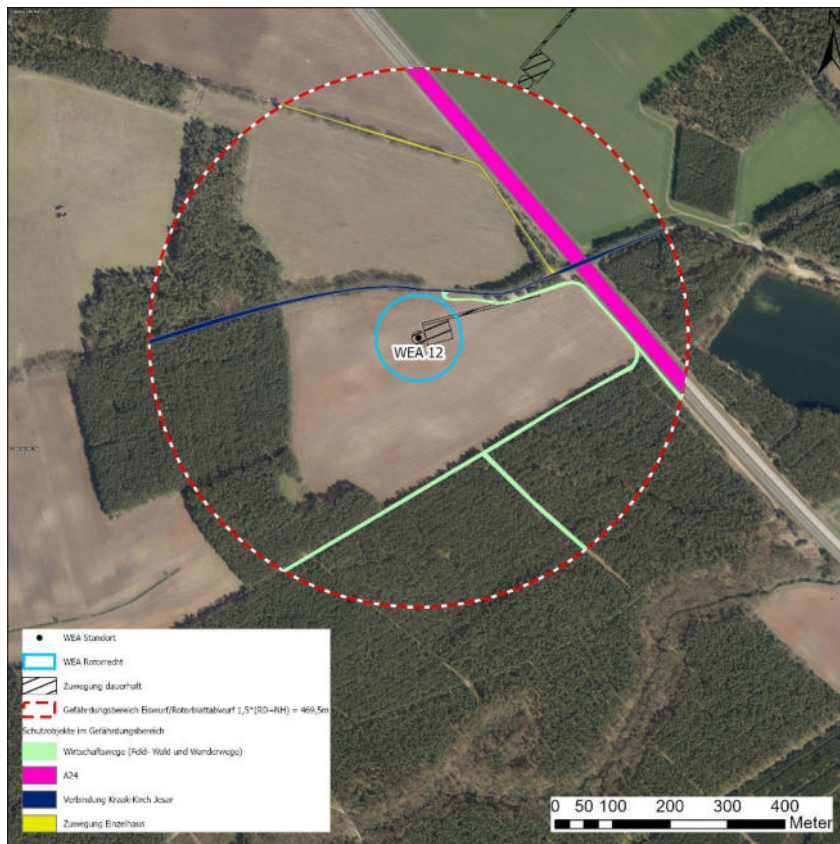 WEA 12
WEA Standort
WEA Rotorrecht
Zuwegung dauerhaft
Gefährdungsbereich Eiswurf/Rotorblattabwurf 1,5*(RD+NH) = 469,5m
Schutzobjekte im Gefährdungsbereich
Wirtschaftswege (Feld- Wald und Wanderwege)
A24
Verbindung Kraak-Kirch Jesar
Zuwegung Einzelhaus
0 50 100 200 300 400
Meter